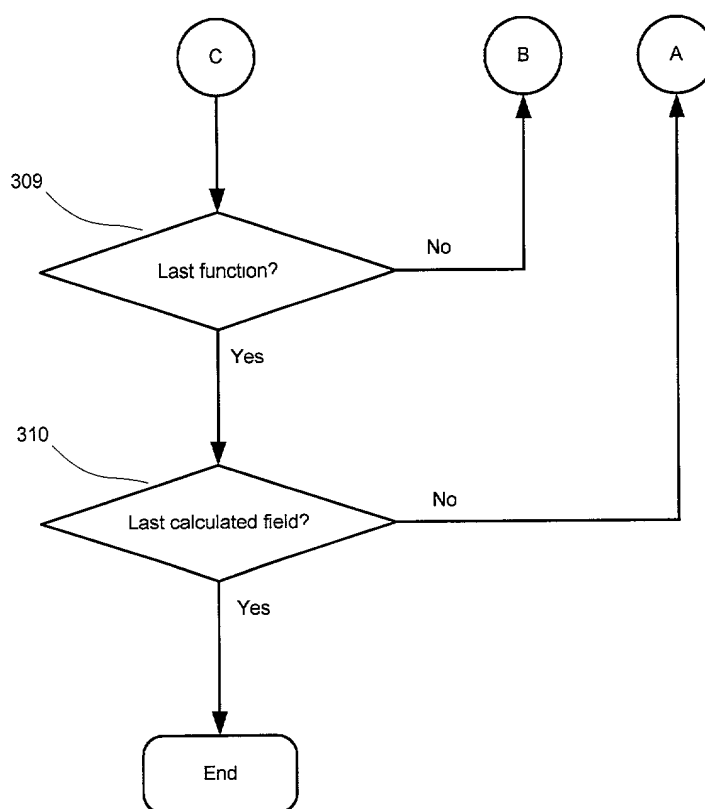 C
B
A
309
Last function?
No
Yes
310
Last calculated field?
No
Yes
End